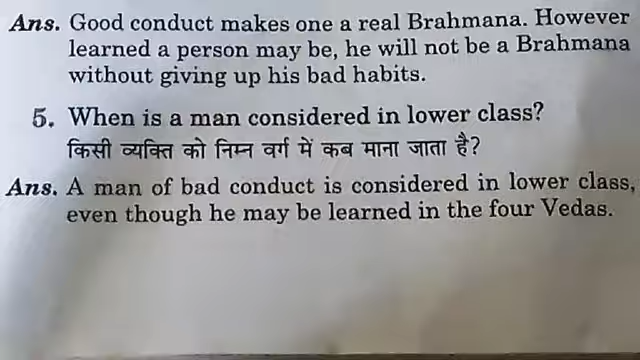 Ans. Good conduct makes one a real Brahmana. However
learned a person may be, he will not be a Brahmana
without giving up his bad habits.
5. When is a man considered in lower class?
किसी व्यक्ति को निम्न वर्ग में कब माना जाता है?
Ans. A man of bad conduct is considered in lower class,
even though he may be learned in the four Vedas.